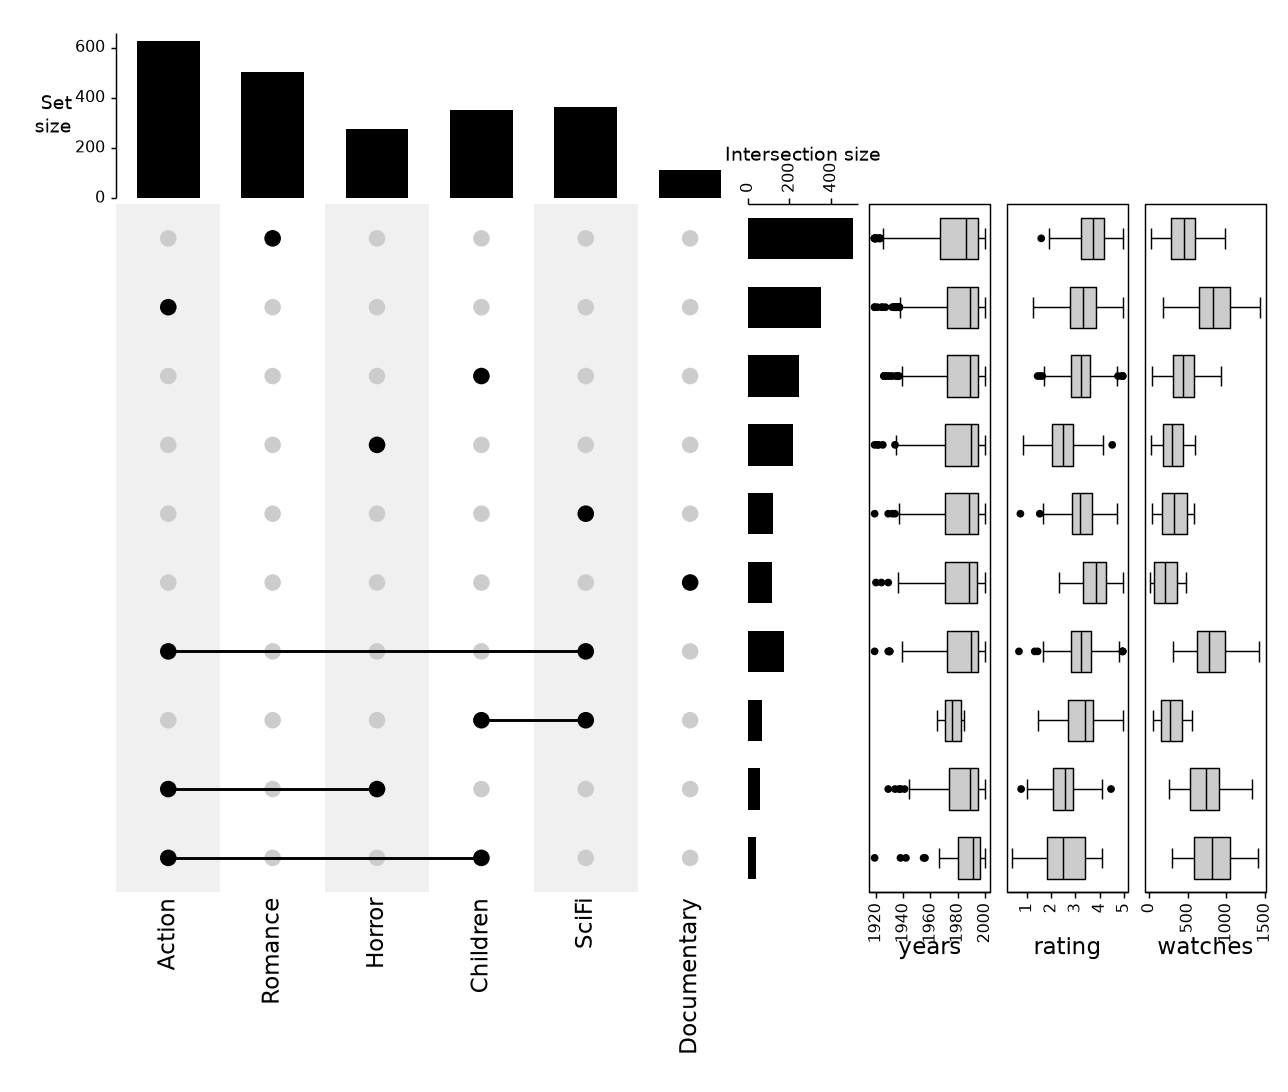 600
400
200
0
Set
size
Intersection size
0
200
400
1920
1940
1960
1980
2000
years
1
2
3
4
5
rating
0
500
1000
1500
watches
Action
Romance
Horror
Children
SciFi
Documentary